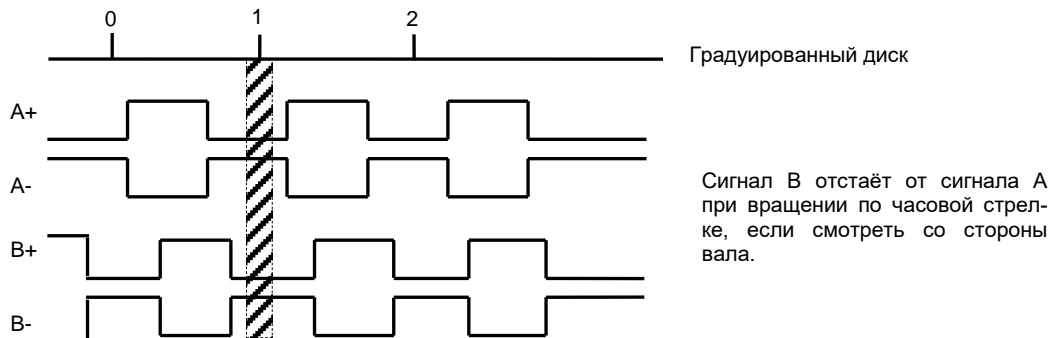 0 1 2
Градуированный диск
A+
A-
Сигнал B отстаёт от сигнала A
при вращении по часовой стрел-
ке, если смотреть со стороны
вала.
B+
B-